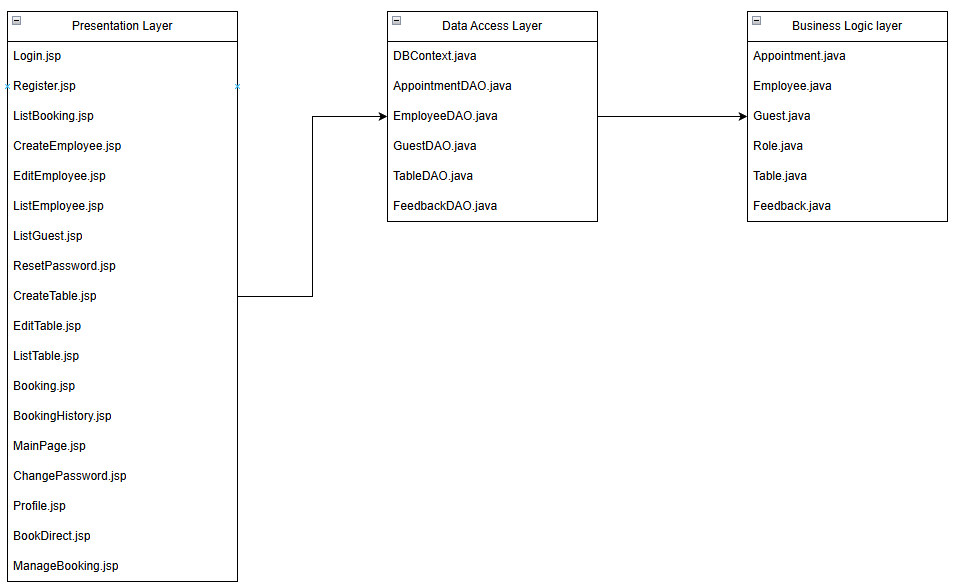 Presentation Layer
Login.jsp
Register.jsp
ListBooking.jsp
CreateEmployee.jsp
EditEmployee.jsp
ListEmployee.jsp
ListGuest.jsp
ResetPassword.jsp
CreateTable.jsp
EditTable.jsp
ListTable.jsp
Booking.jsp
BookingHistory.jsp
MainPage.jsp
ChangePassword.jsp
Profile.jsp
BookDirect.jsp
ManageBooking.jsp
Data Access Layer
DBContext.java
AppointmentDAO.java
EmployeeDAO.java
GuestDAO.java
TableDAO.java
FeedbackDAO.java
Business Logic layer
Appointment.java
Employee.java
Guest.java
Role.java
Table.java
Feedback.java